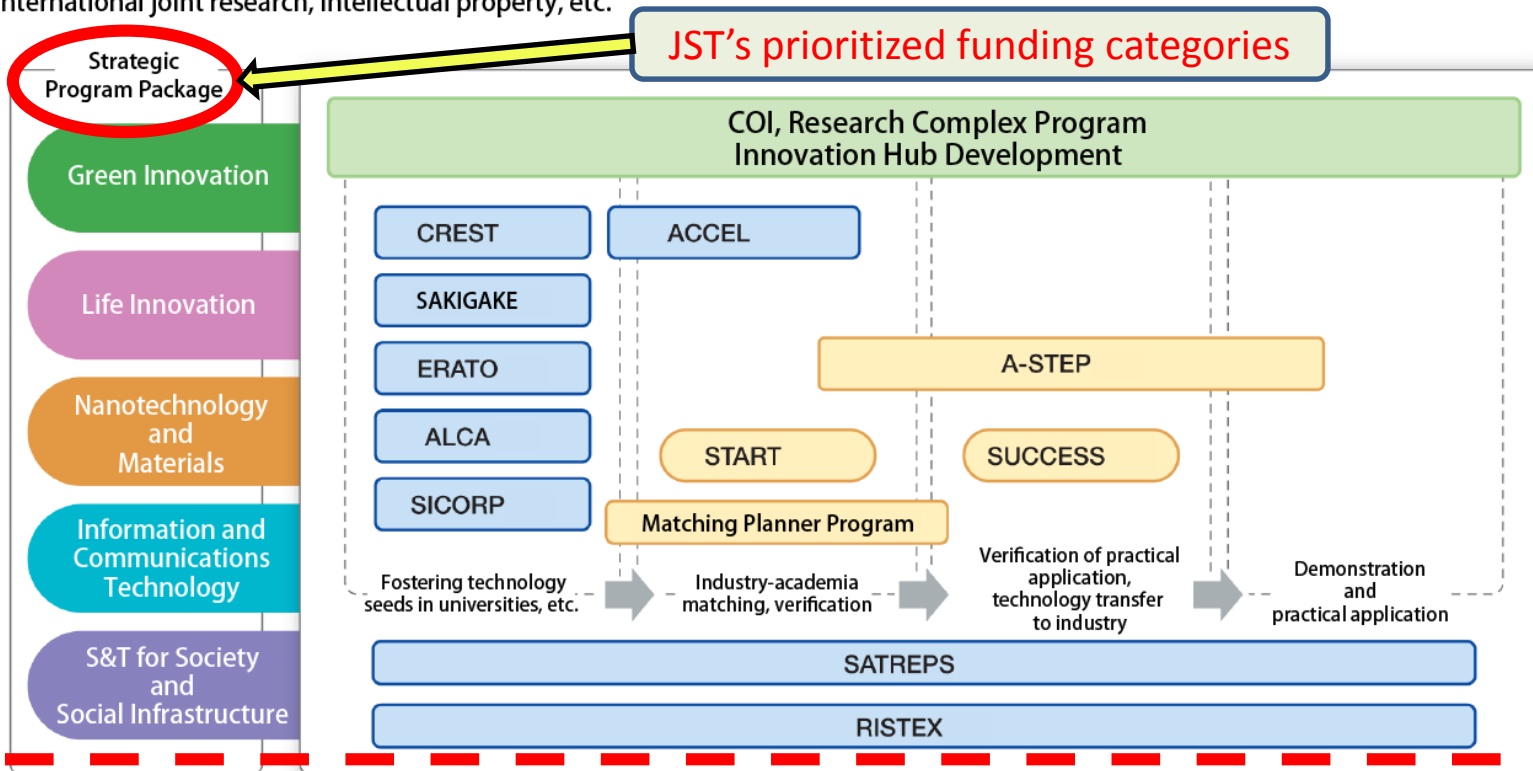 international joint research, intellectual property, etc.
JST's prioritized funding categories
Strategic
Program Package
Green Innovation
Life Innovation
Nanotechnology
and
Materials
Information and
Communications
Technology
S&T for Society
and
Social Infrastructure
COI, Research Complex Program
Innovation Hub Development
CREST
ACCEL
SAKIGAKE
ERATO
A-STEP
ALCA
START
SUCCESS
SICORP
Matching Planner Program
Fostering technology
seeds in universities, etc.
Industry-academia
matching, verification
Verification of practical
application,
technology transfer
to industry
Demonstration
and
practical application
SATREPS
RISTEX